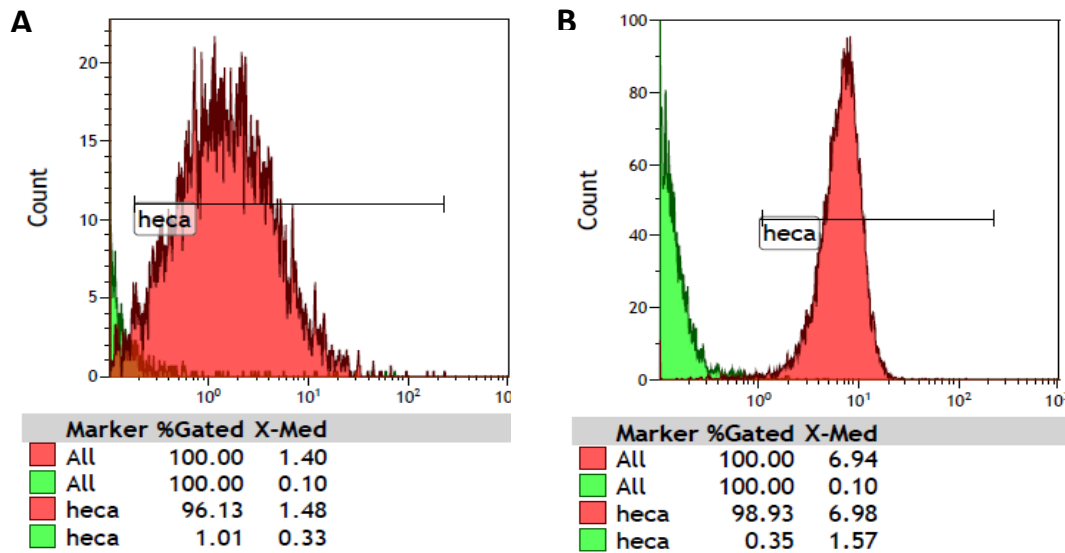 A
Count
20
15
10
5
0
heca
10⁰ 10¹ 10² 10
Marker %Gated X-Med
All 100.00 1.40
All 100.00 0.10
heca 96.13 1.48
heca 1.01 0.33
B
Count
100
80
60
40
20
0
heca
10⁰ 10¹ 10² 10³
Marker %Gated X-Med
All 100.00 6.94
All 100.00 0.10
heca 98.93 6.98
heca 0.35 1.57